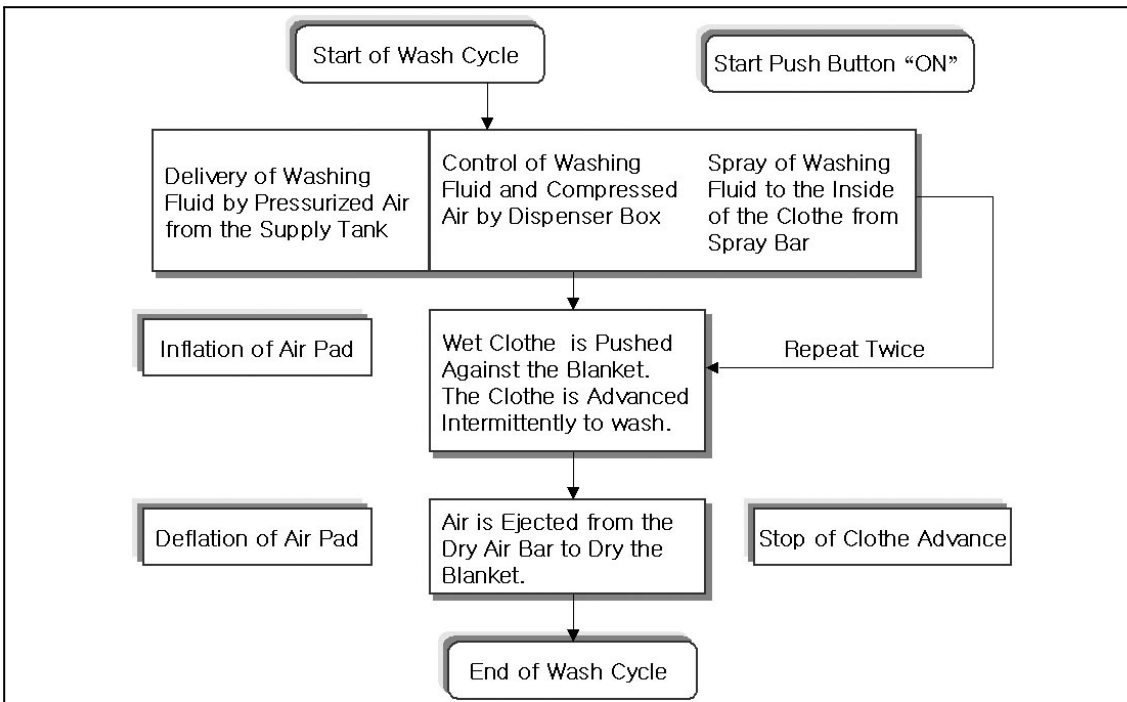 Start of Wash Cycle
Start Push Button “ON”
Delivery of Washing
Fluid by Pressurized Air
from the Supply Tank
Control of Washing
Fluid and Compressed
Air by Dispenser Box
Spray of Washing
Fluid to the Inside
of the Clothe from
Spray Bar
Inflation of Air Pad
Wet Clothe is Pushed
Against the Blanket.
The Clothe is Advanced
Intermittently to wash.
Repeat Twice
Deflation of Air Pad
Air is Ejected from the
Dry Air Bar to Dry the
Blanket.
Stop of Clothe Advance
End of Wash Cycle